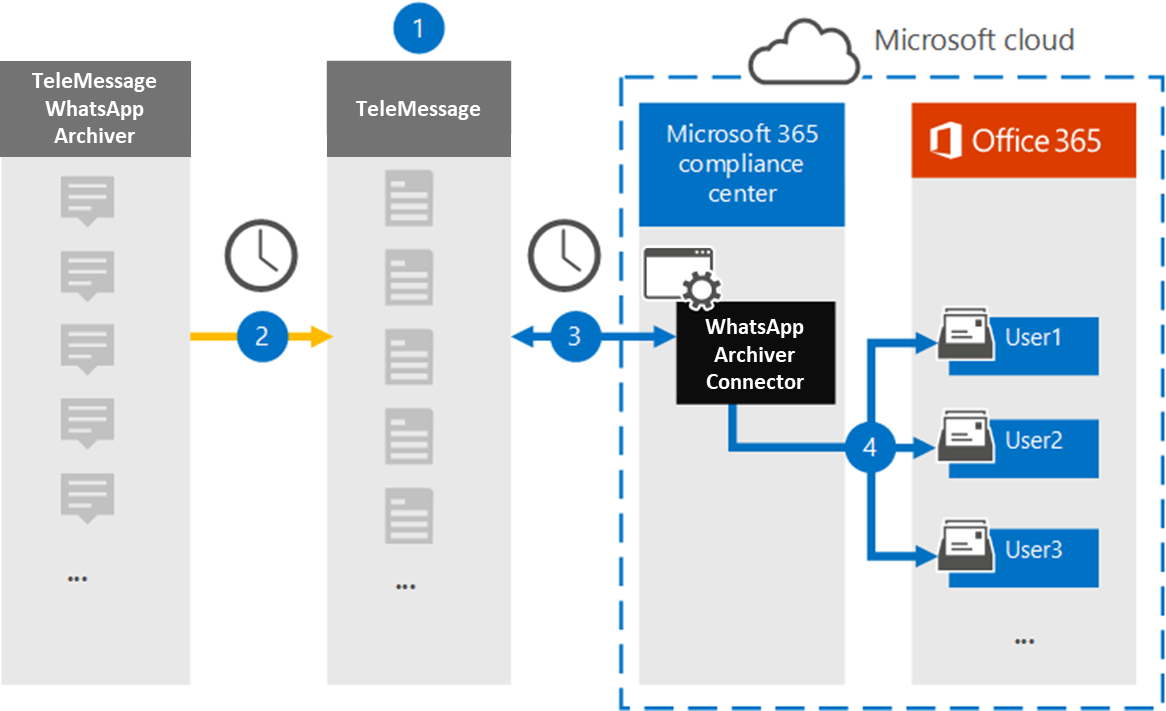 1
Microsoft cloud
TeleMessage
WhatsApp
Archiver
TeleMessage
Microsoft 365
compliance
center
Office 365
2
3
WhatsApp
Archiver
Connector
4
User1
User2
User3
...
...
...